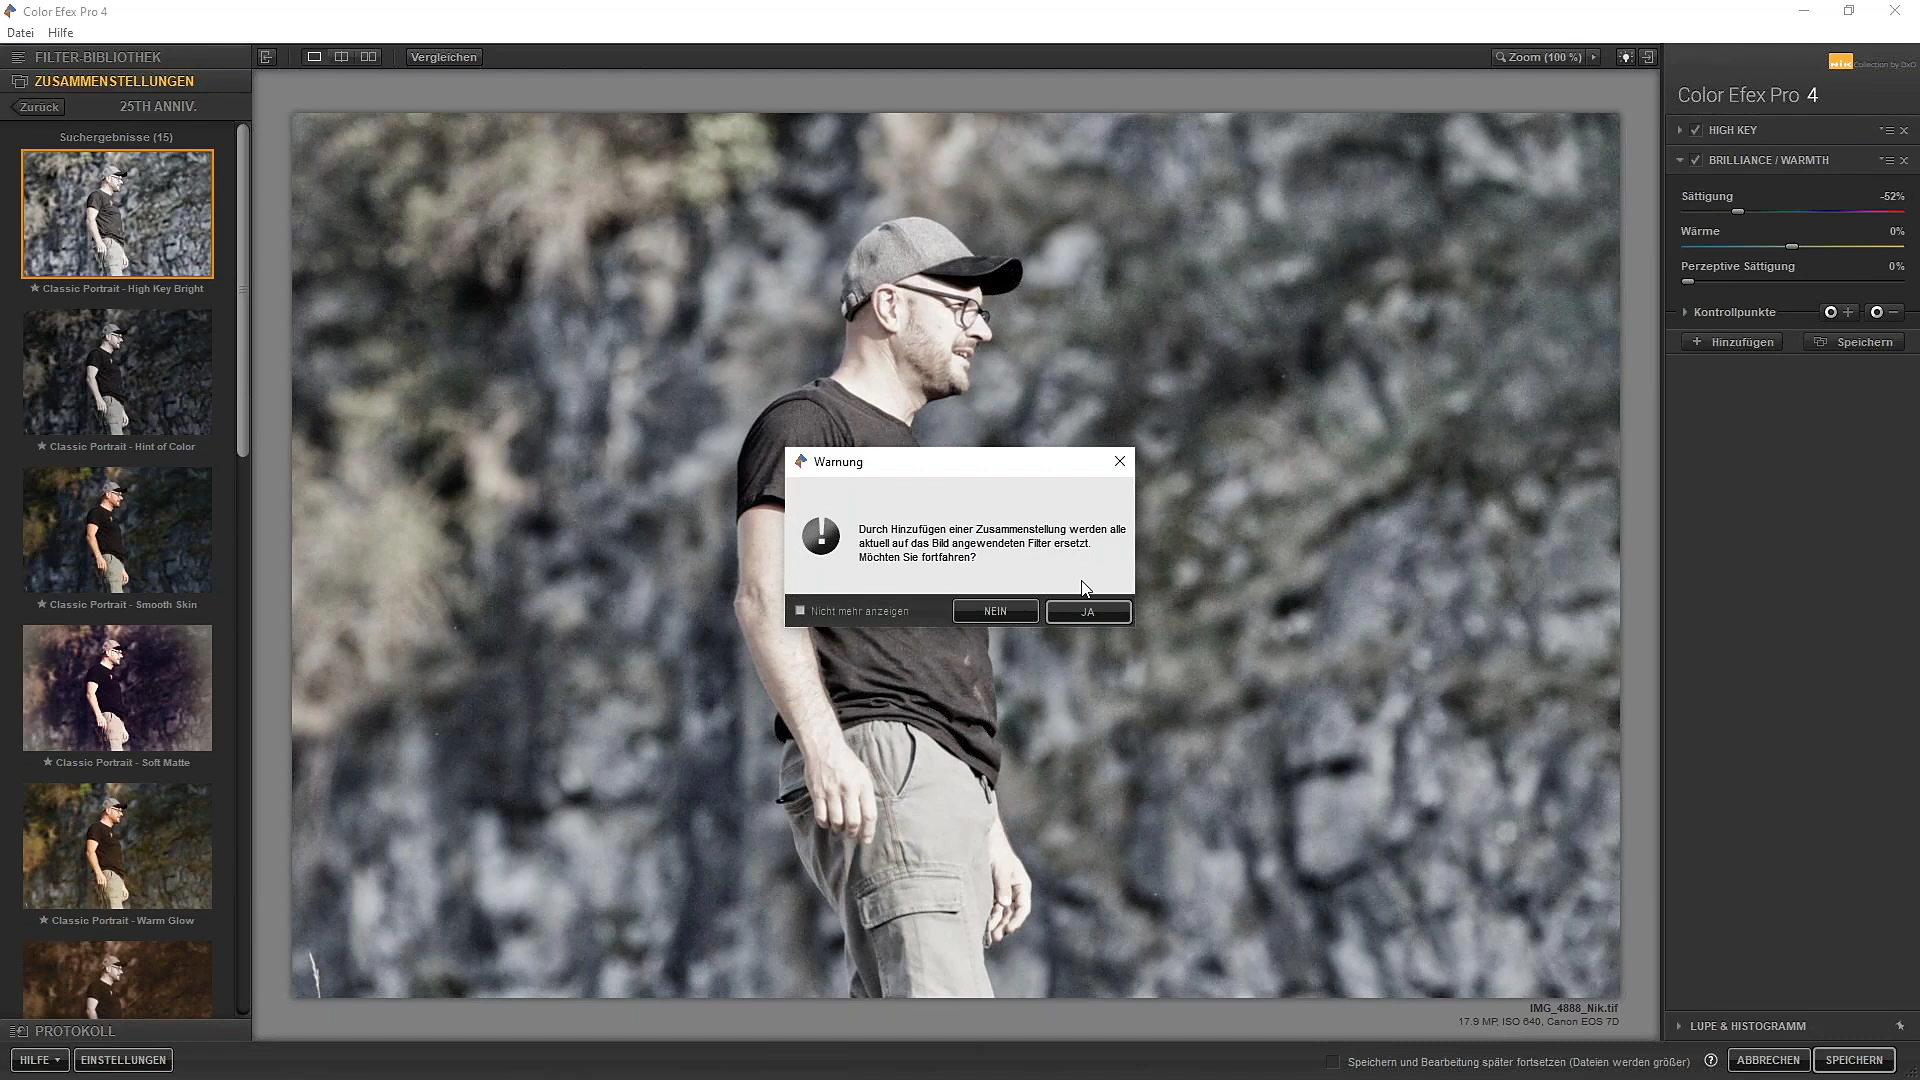 Color Efex Pro 4
Datei Hilfe
FILTER-BIBLIOTHEK
ZUSAMMENSTELLUNGEN
Zurück 25TH ANNIV.
Suchergebnisse (15)
Classic Portrait - High Key Bright
Classic Portrait - Hint of Color
Classic Portrait - Smooth Skin
Classic Portrait - Soft Matte
Classic Portrait - Warm Glow
PROTOKOLL
HILFE EINSTELLUNGEN
Vergleichen
Zoom (100 %)
Warnung
Durch Hinzufügen einer Zusammenstellung werden alle
aktuell auf das Bild angewendeten Filter ersetzt.
Möchten Sie fortfahren?
Nicht mehr anzeigen NEIN JA
IMG_4888_Nik.tif
17.9 MP, ISO 640, Canon EOS 7D
nik Collection by DxO
Color Efex Pro 4
HIGH KEY
BRILLIANCE / WARMTH
Sättigung -52%
Wärme 0%
Perzeptive Sättigung 0%
Kontrollpunkte
Hinzufügen Speichern
LUPE & HISTOGRAMM
Speichern und Bearbeitung später fortsetzen (Dateien werden größer) ? ABBRECHEN SPEICHERN